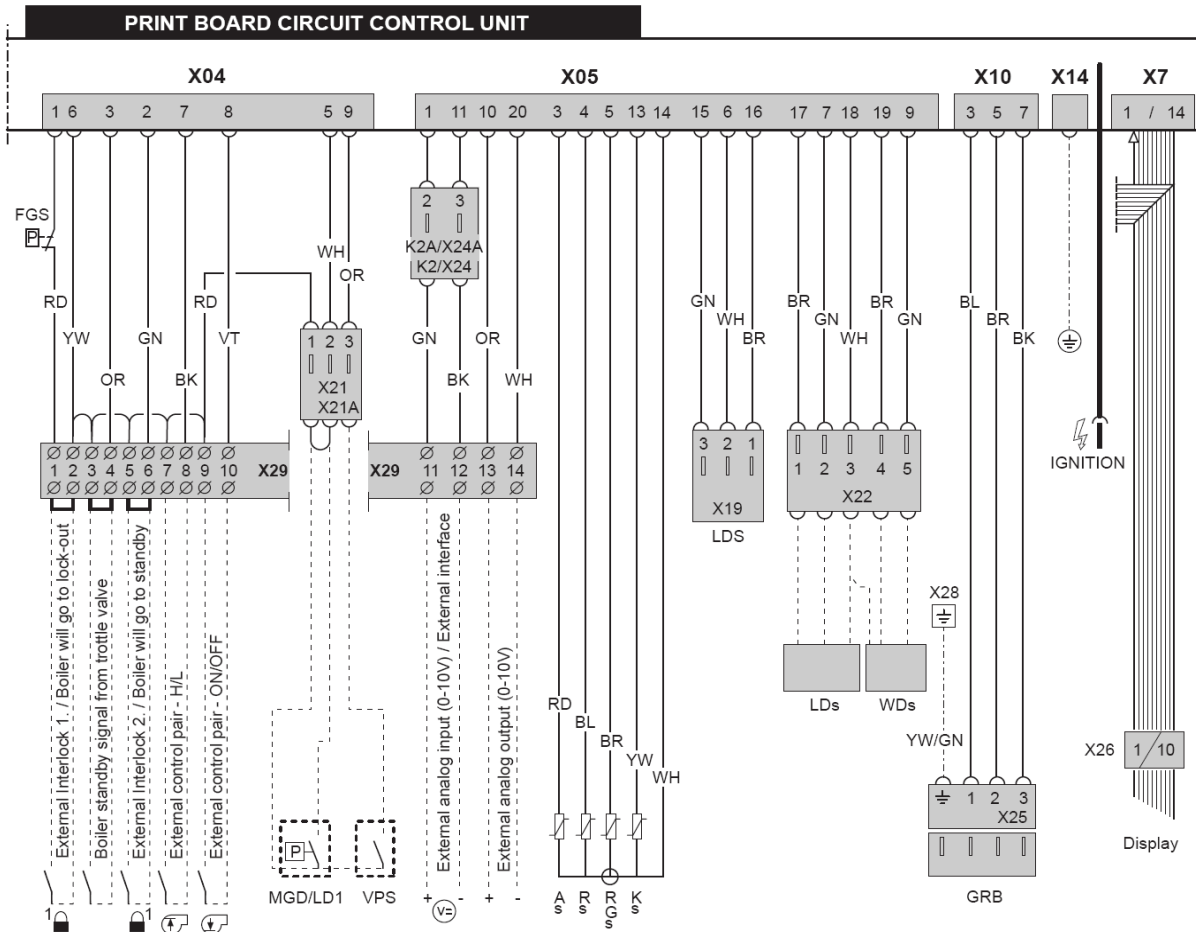 PRINT BOARD CIRCUIT CONTROL UNIT
X04 X05 X10 X14 X7
1 6 3 2 7 8 5 9 1 11 10 20 3 4 5 13 14 15 6 16 17 7 18 19 9 3 5 7 1 / 14
2 3
FGS
P
K2A/X24A
K2/X24
WH
OR
RD RD GN BR BR BL
YW GN VT GN OR WH GN GN BR
OR BK BK WH BR WH BK
1 2 3
X21
X21A
3 2 1
X19
LDS
1 2 3 4 5
X22
IGNITION
1 2 3 4 5 6 7 8 9 10 X29 X29 11 12 13 14
External Interlock 1. / Boiler will go to lock-out
Boiler standby signal from trottle valve
External Interlock 2. / Boiler will go to standby
External control pair - H/L
External control pair - ON/OFF
External analog input (0-10V) / External interface
External analog output (0-10V)
X28
LDs WDs
RD
BL
BR
YW
WH
YW/GN
X26 1/10
1 2 3
X25
P
Display
MGD/LD1 VPS
GRB
+ - + -
V=
As Rs RGs Ks
1 1